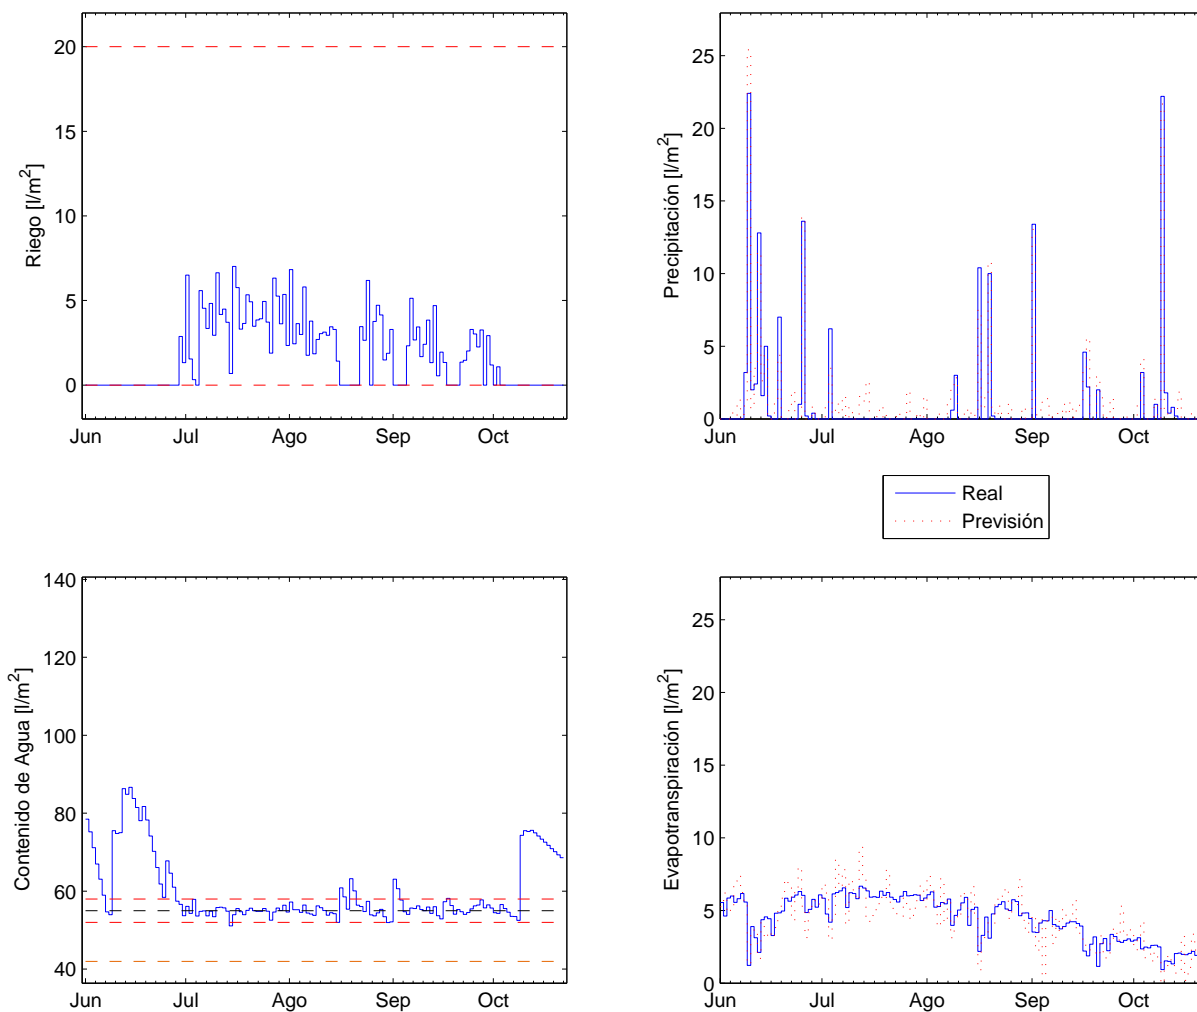 Riego [l/m²]
20
15
10
5
0
Jun Jul Ago Sep Oct
Precipitación [l/m²]
25
20
15
10
5
0
Jun Jul Ago Sep Oct
Real
Previsión
Contenido de Agua [l/m²]
140
120
100
80
60
40
Jun Jul Ago Sep Oct
Evapotranspiración [l/m²]
25
20
15
10
5
0
Jun Jul Ago Sep Oct